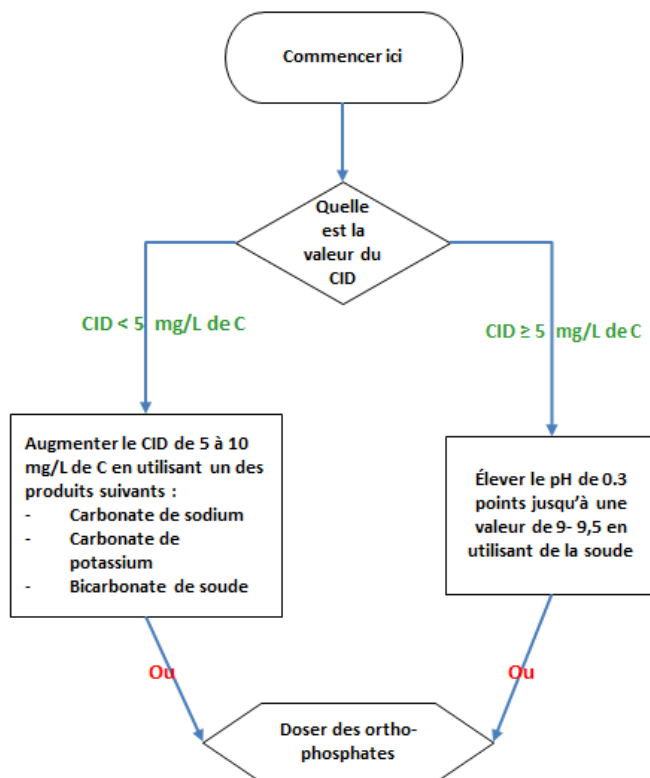 Commencer ici
Quelle
est la
valeur du
CID
CID < 5 mg/L de C
CID ≥ 5 mg/L de C
Augmenter le CID de 5 à 10
mg/L de C en utilisant un des
produits suivants :
- Carbonate de sodium
- Carbonate de
potassium
- Bicarbonate de soude
Élever le pH de 0.3
points jusqu'à une
valeur de 9- 9,5 en
utilisant de la soude
Ou
Ou
Doser des ortho-
phosphates